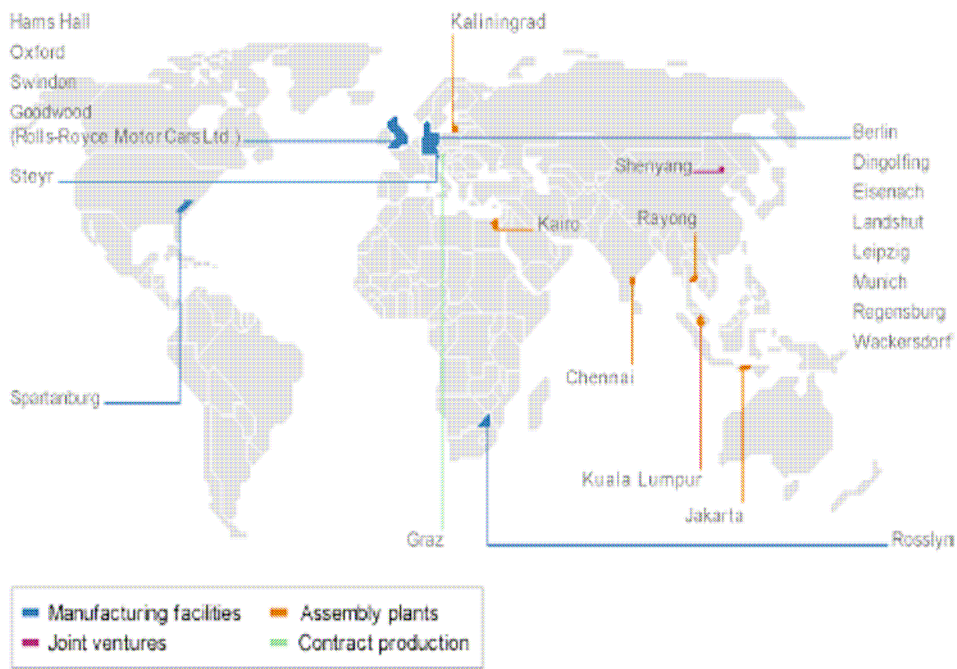 Hams Hall
Oxford
Swindon
Goodwood
(Rolls-Royce Motor Cars Ltd.)
Steyr
Spartanburg
Kaliningrad
Shenyang
Kairo
Rayong
Chennai
Kuala Lumpur
Jakarta
Graz
Berlin
Dingolfing
Eisenach
Landshut
Leipzig
Munich
Regensburg
Wackersdorf
Rosslyn
Manufacturing facilities
Assembly plants
Joint ventures
Contract production